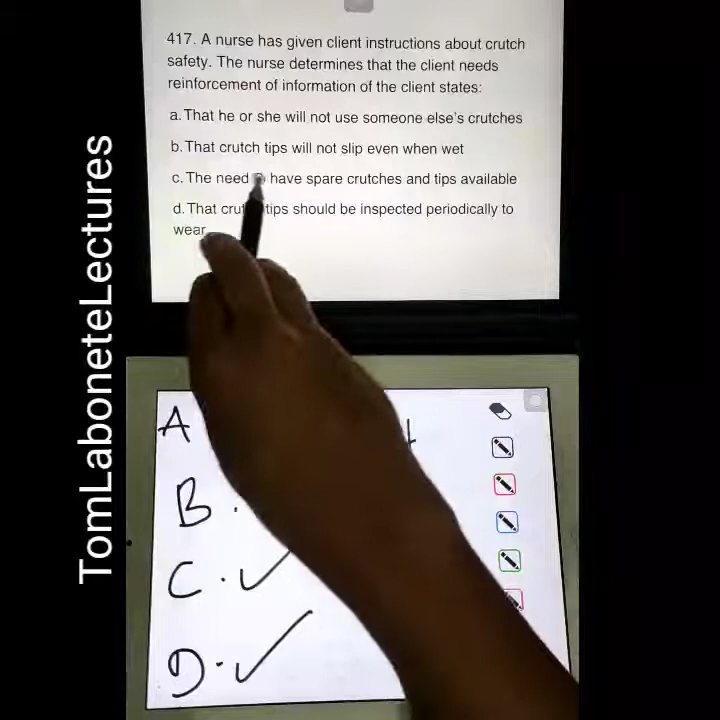 417. A nurse has given client instructions about crutch
safety. The nurse determines that the client needs
reinforcement of information of the client states:
a. That he or she will not use someone else's crutches
b. That crutch tips will not slip even when wet
c. The need have spare crutches and tips available
d. That tips should be inspected periodically to
wear
TomLaboneteLectures
A
B.
C. ✓
D. ✓